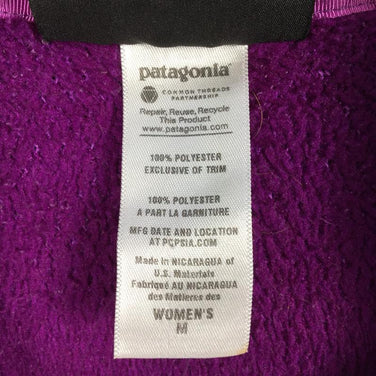 patagonia
COMMON THREADS
PARTNERSHIP
Repair, Reuse, Recycle
This Product
www.patagonia.com
100% POLYESTER
EXCLUSIVE OF TRIM
100% POLYESTER
A PART LA GARNITURE
MFG DATE AND LOCATION
AT PCPSIA.COM
Made in NICARAGUA of
U.S. Materials
Fabriqué AU NICARAGUA
des Matieres des
WOMEN'S
M